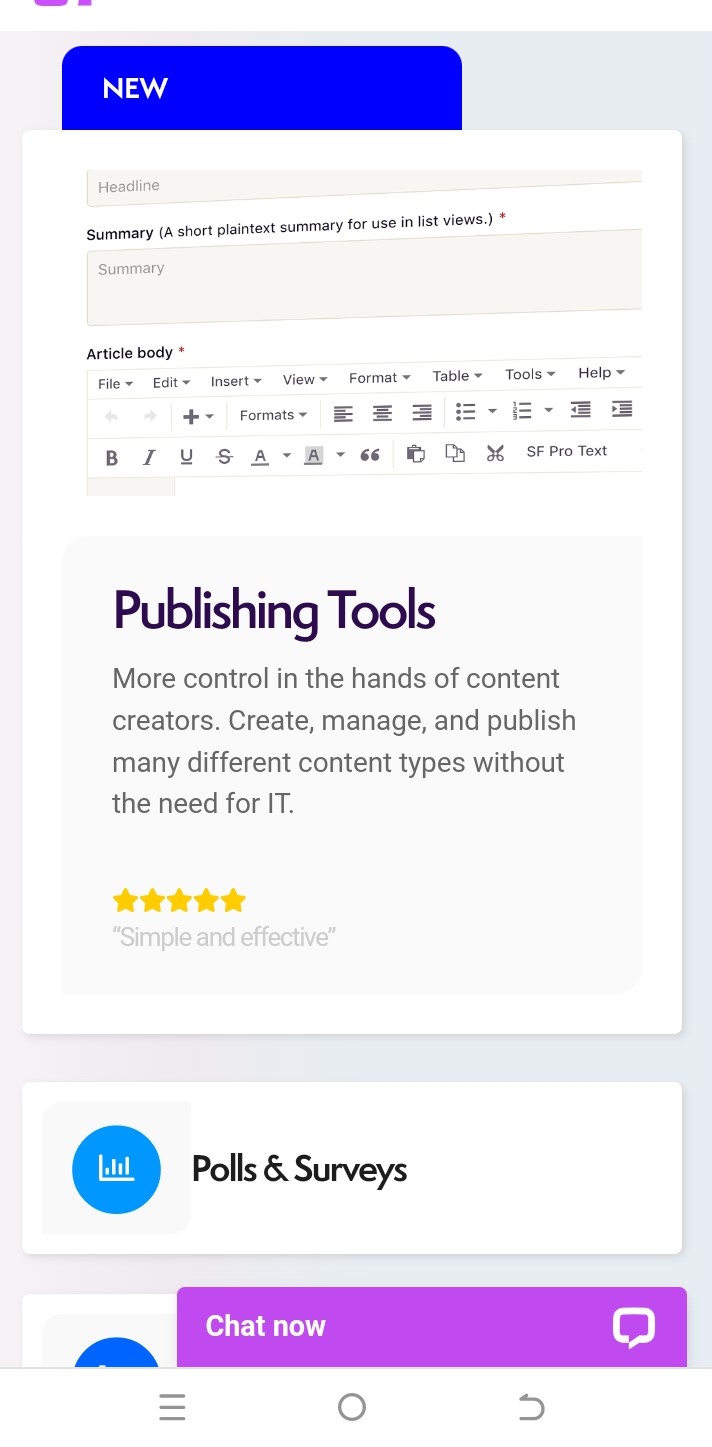 NEW
Headline
Summary (A short plaintext summary for use in list views.) *
Summary
Article body *
File Edit Insert View Format Table Tools Help
Formats
B I U S A A SF Pro Text
Publishing Tools
More control in the hands of content
creators. Create, manage, and publish
many different content types without
the need for IT.
“Simple and effective”
Polls & Surveys
Chat now